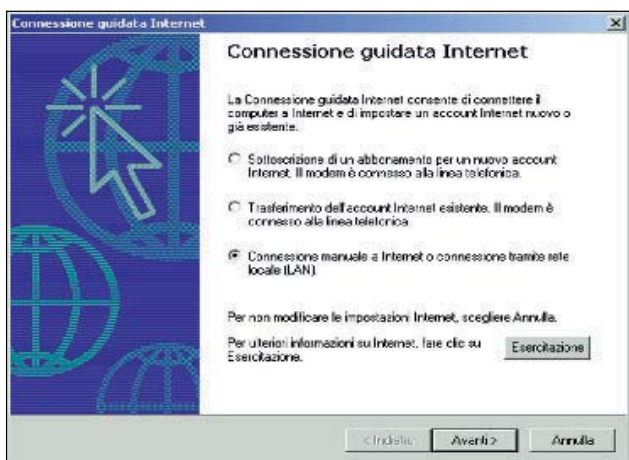 Connessione guidata Internet
Connessione guidata Internet
La Connessione guidata Internet consente di connettere il
computer a Internet e di impostare un account Internet nuovo o
già esistente.
Sottoscrizione di un abbonamento per un nuovo account
Internet. Il modem è connesso alla linea telefonica.
Trasferimento dell'account Internet esistente. Il modem è
connesso alla linea telefonica.
Connessione manuale a Internet o connessione tramite rete
locale (LAN).
Per non modificare le impostazioni Internet, scegliere Annulla.
Per ulteriori informazioni su Internet, fare clic su
Esercitazione.
Esercitazione
< Indietro
Avanti >
Annulla